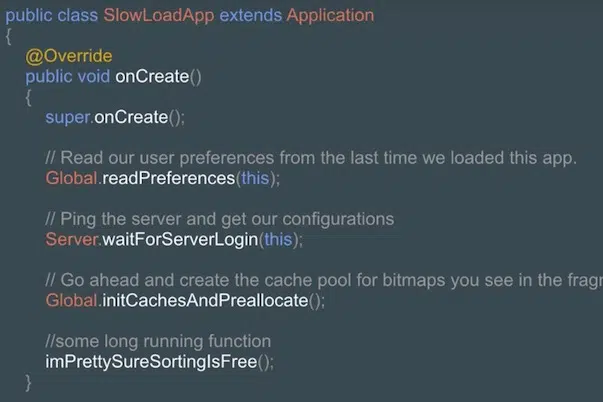 public class SlowLoadApp extends Application
{
@Override
public void onCreate()
{
super.onCreate();
// Read our user preferences from the last time we loaded this app.
Global.readPreferences(this);
// Ping the server and get our configurations
Server.waitForServerLogin(this);
// Go ahead and create the cache pool for bitmaps you see in the
Global.initCachesAndPreallocate();
//some long running function
imPrettySureSortingIsFree();
}